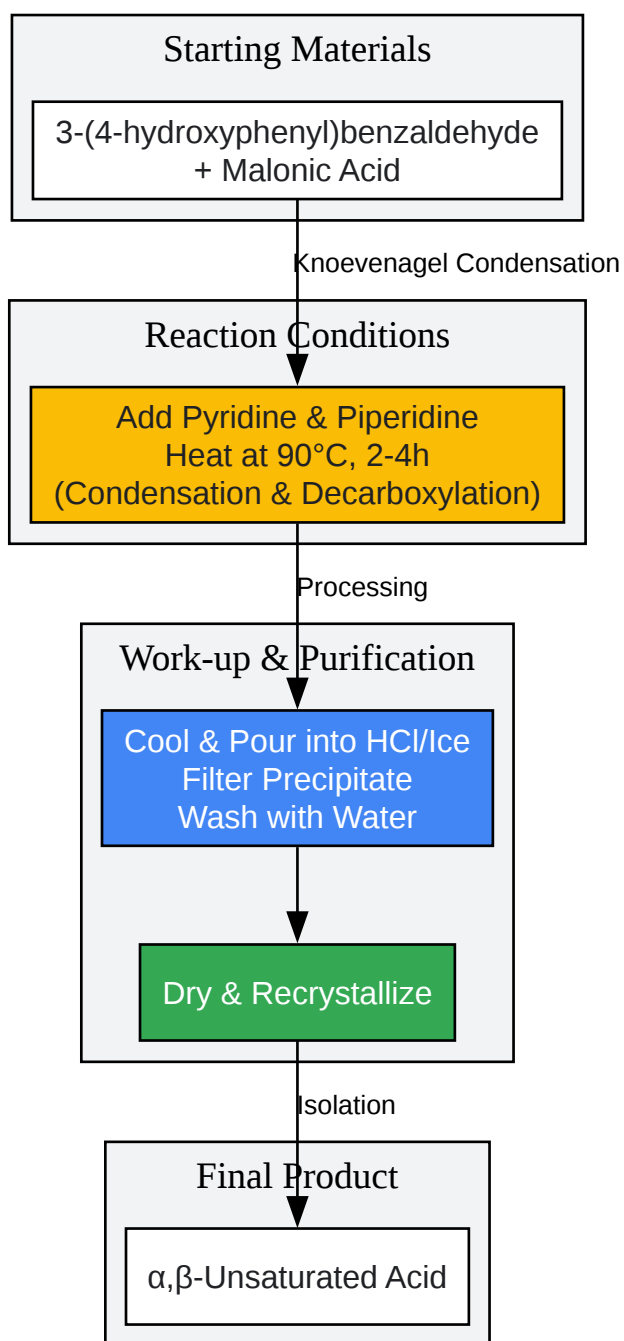 Starting Materials
3-(4-hydroxyphenyl)benzaldehyde
+ Malonic Acid
Knoevenagel Condensation
Reaction Conditions
Add Pyridine & Piperidine
Heat at 90°C, 2-4h
(Condensation & Decarboxylation)
Processing
Work-up & Purification
Cool & Pour into HCl/Ice
Filter Precipitate
Wash with Water
Dry & Recrystallize
Isolation
Final Product
α,β-Unsaturated Acid